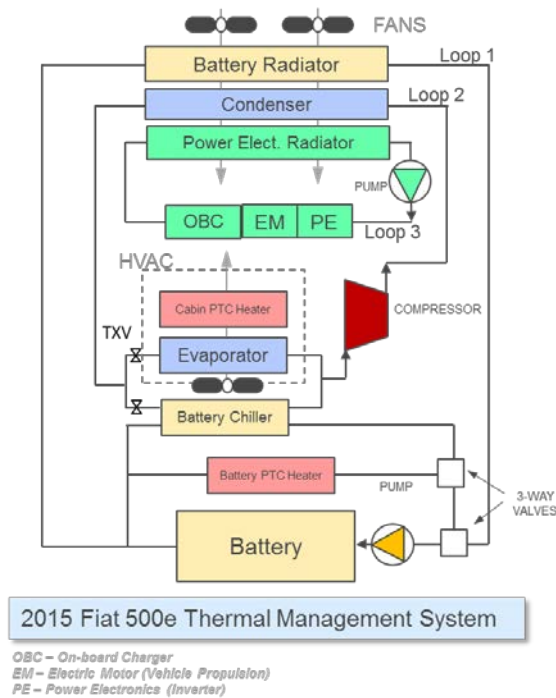 FANS
Battery Radiator
Loop 1
Condenser
Loop 2
Power Elect. Radiator
PUMP
OBC EM PE
Loop 3
HVAC
Cabin PTC Heater
COMPRESSOR
TXV
Evaporator
Battery Chiller
Battery PTC Heater
PUMP
3-WAY
VALVES
Battery
2015 Fiat 500e Thermal Management System
OBC – On-board Charger
EM – Electric Motor (Vehicle Propulsion)
PE – Power Electronics (Inverter)